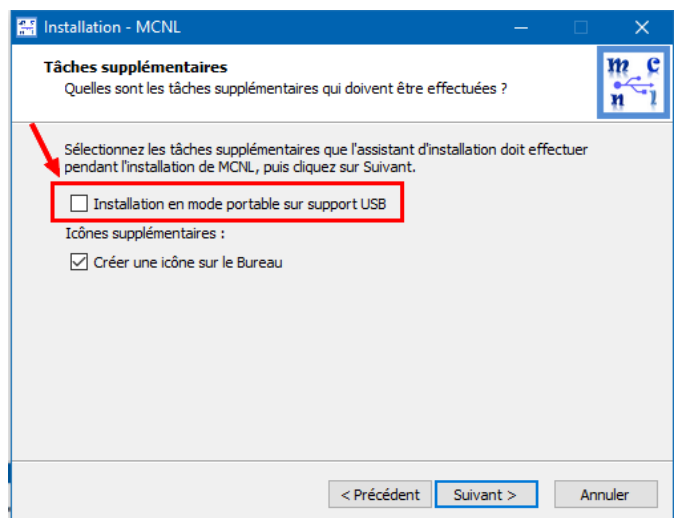 Installation - MCNL
Tâches supplémentaires
Quelles sont les tâches supplémentaires qui doivent être effectuées ?
m c
n l
Sélectionnez les tâches supplémentaires que l'assistant d'installation doit effectuer
pendant l'installation de MCNL, puis cliquez sur Suivant.
Installation en mode portable sur support USB
Icônes supplémentaires :
Créer une icône sur le Bureau
< Précédent
Suivant >
Annuler